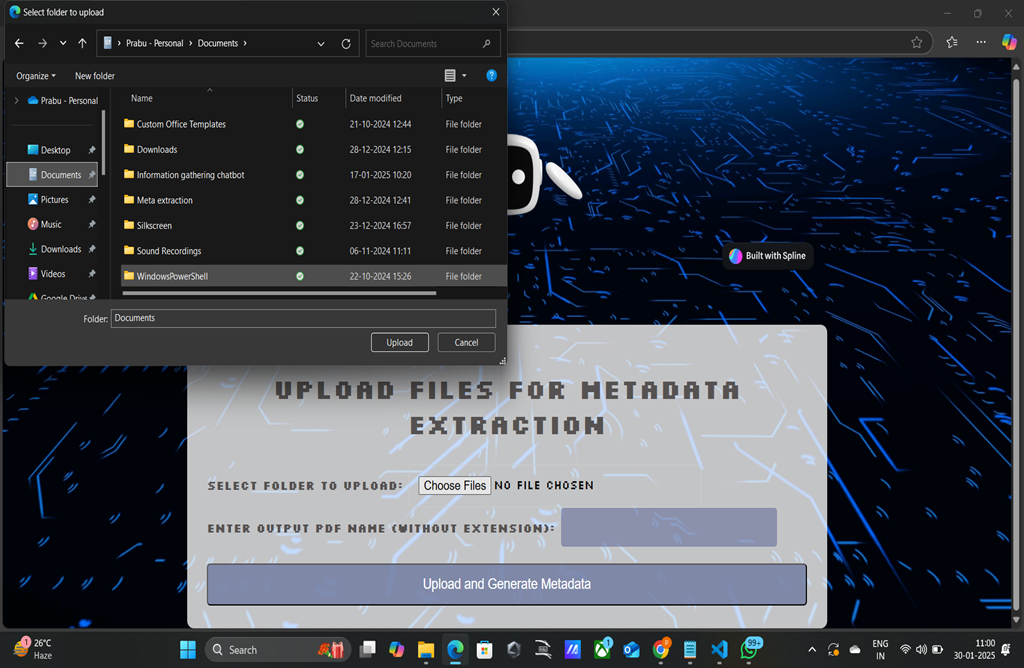 Select folder to upload
Prabu - Personal > Documents >
Search Documents
Organize
New folder
Prabu - Personal
Desktop
Documents
Pictures
Music
Downloads
Videos
Google Drive
Name Status Date modified Type
Custom Office Templates 21-10-2024 12:44 File folder
Downloads 28-12-2024 12:15 File folder
Information gathering chatbot 17-01-2025 10:20 File folder
Meta extraction 28-12-2024 12:41 File folder
Silkscreen 23-12-2024 16:57 File folder
Sound Recordings 06-11-2024 11:11 File folder
WindowsPowerShell 22-10-2024 15:26 File folder
Folder: Documents
Upload Cancel
Built with Spline
UPLOAD FILES FOR METADATA
EXTRACTION
SELECT FOLDER TO UPLOAD: Choose Files NO FILE CHOSEN
ENTER OUTPUT PDF NAME (WITHOUT EXTENSION):
Upload and Generate Metadata
1
26°C
Haze
Search
1
99+
ENG
IN
11:00
30-01-2025